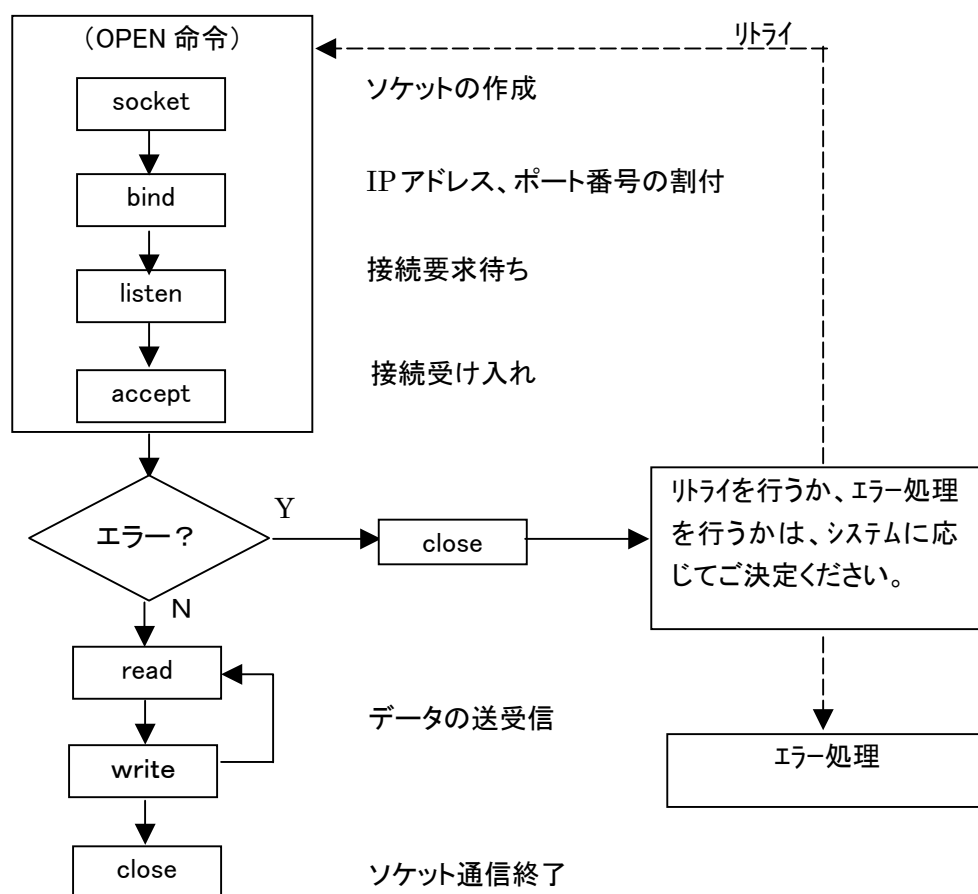 （OPEN 命令）
リトライ
socket
ソケットの作成
bind
IP アドレス、ポート番号の割付
listen
接続要求待ち
accept
接続受け入れ
エラー？
Y
close
リトライを行うか、エラー処理
を行うかは、システムに応
じてご決定ください。
N
read
データの送受信
write
エラー処理
close
ソケット通信終了